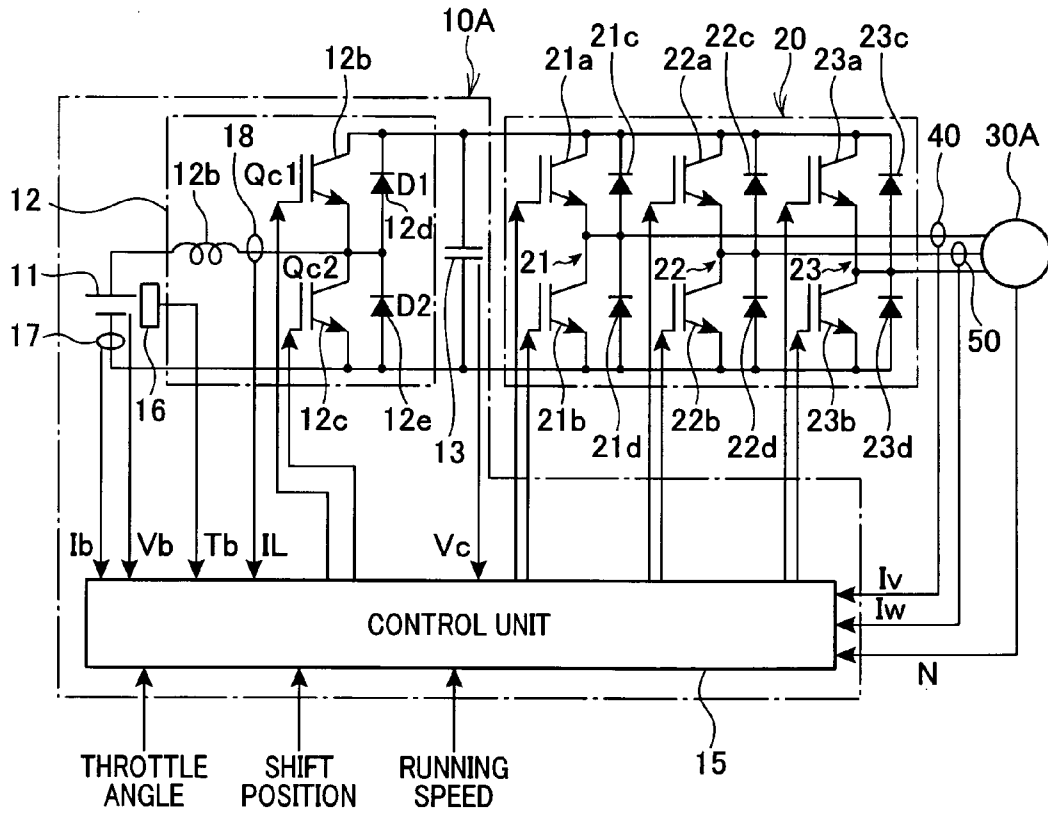 10A
12b
21a
21c
22a
22c
20
23a
23c
40
30A
18
12b
12
Qc1
D1
12d
11
Qc2
D2
17
16
12c
12e
13
21
22
23
50
21b
21d
22b
22d
23b
23d
Ib
Vb
Tb
IL
Vc
Iv
Iw
N
CONTROL UNIT
15
THROTTLE
ANGLE
SHIFT
POSITION
RUNNING
SPEED